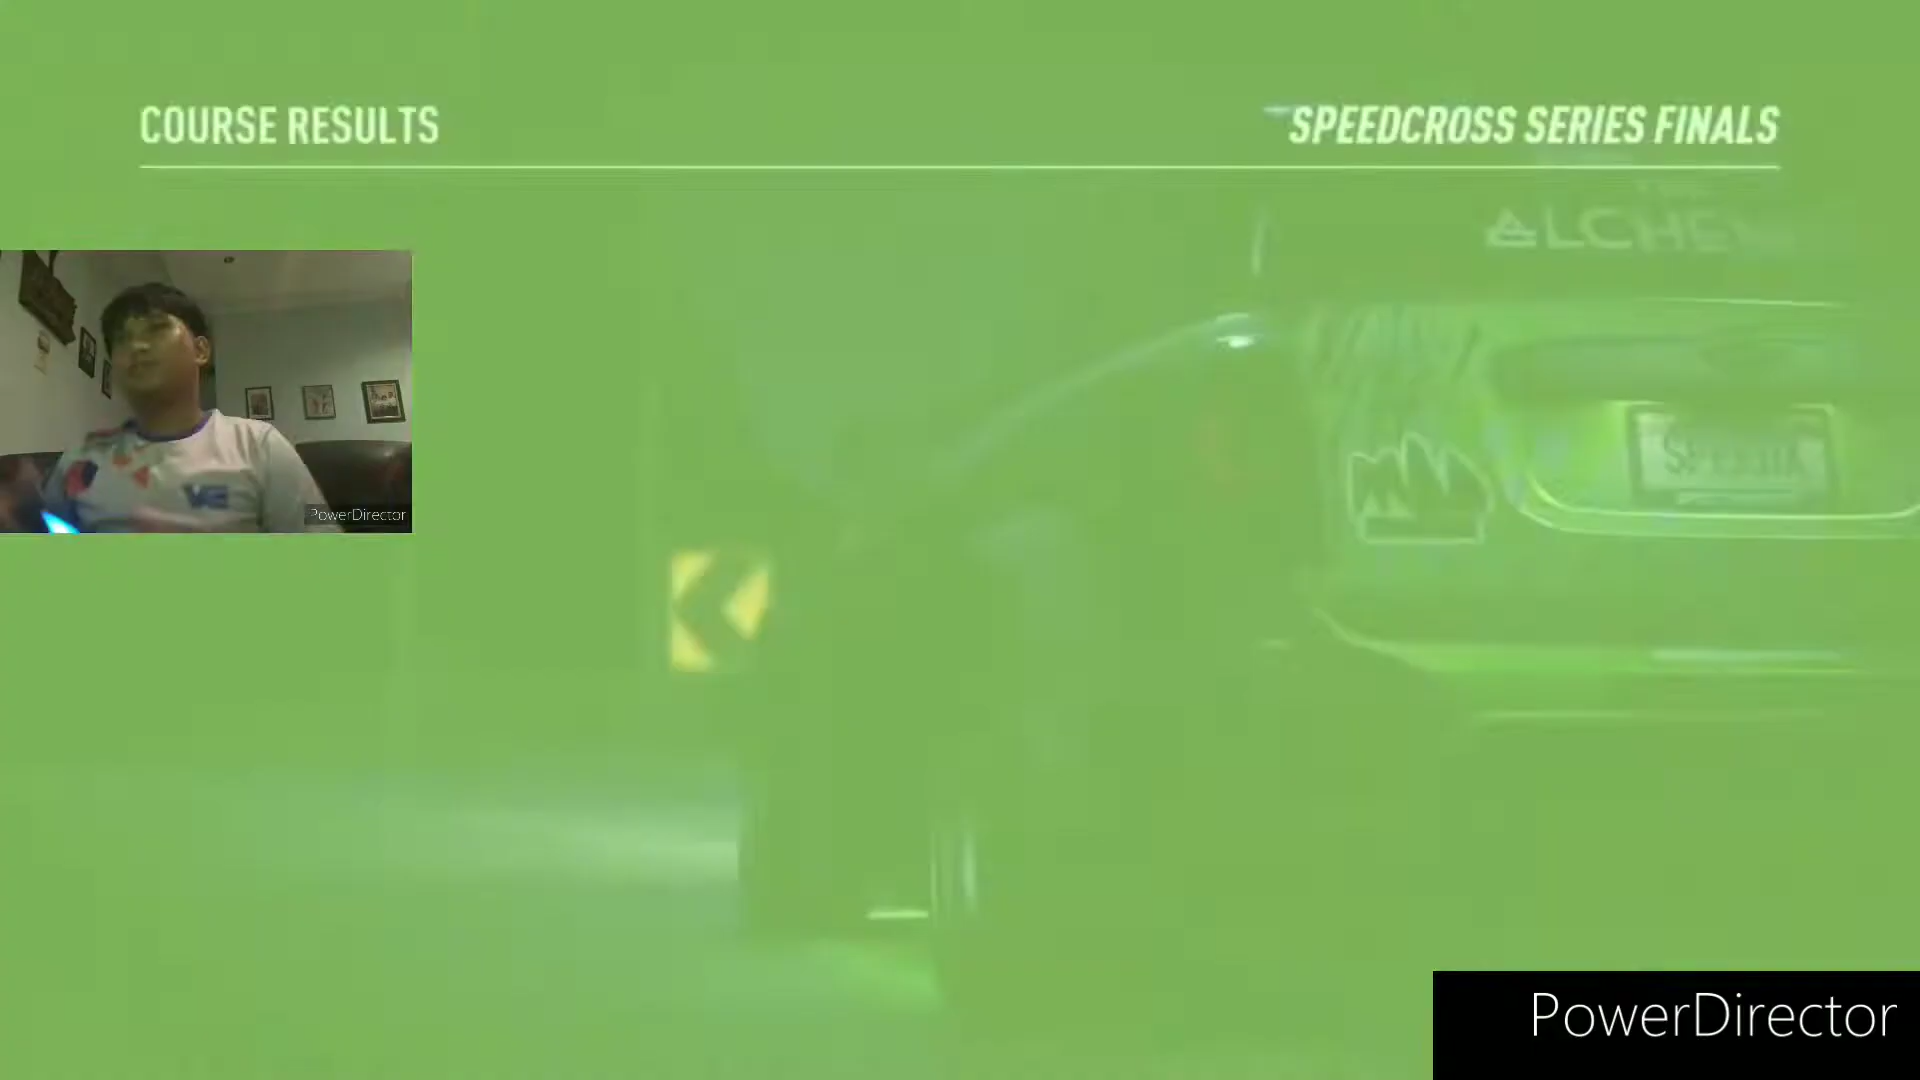 COURSE RESULTS
SPEEDCROSS SERIES FINALS
PowerDirector
PowerDirector